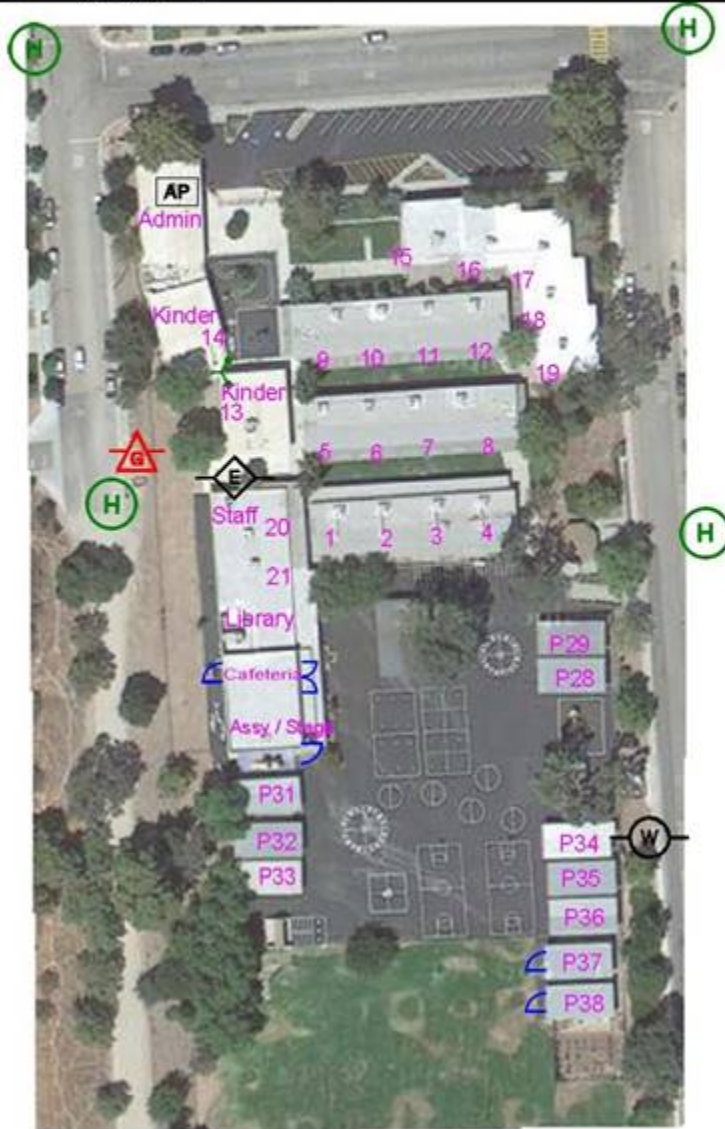 H
H
AP
Admin
15
16
17
Kinder
14
18
9
10
11
12
19
Kinder
13
5
6
7
8
G
E
H
Staff
20
1
2
3
4
H
21
Library
P29
Cafeteria
P28
Assy / Stage
P31
P32
P34
W
P33
P35
P36
P37
P38